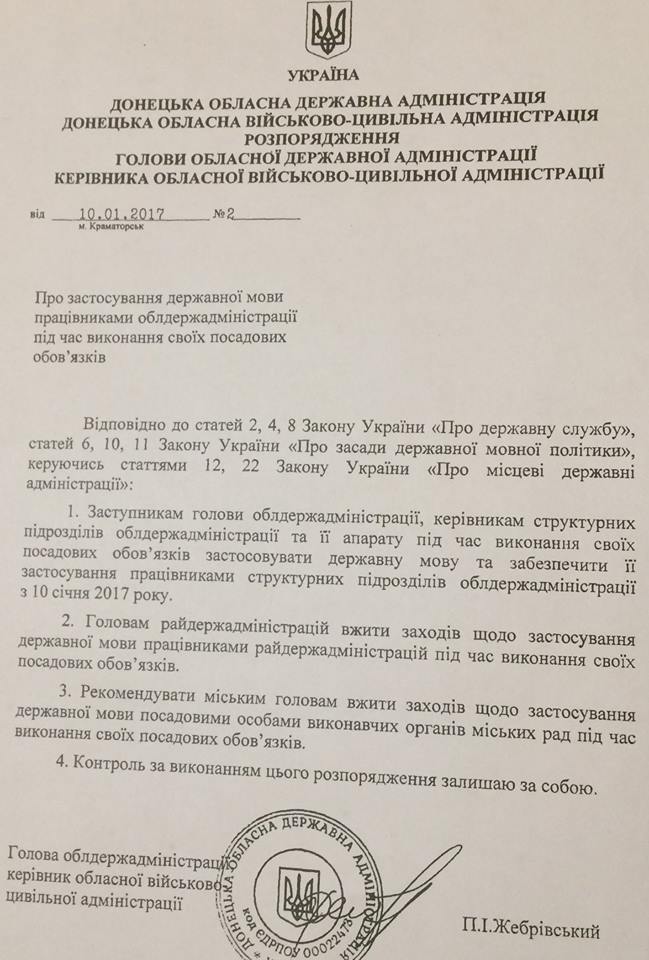 УКРАЇНА
ДОНЕЦЬКА ОБЛАСНА ДЕРЖАВНА АДМІНІСТРАЦІЯ
ДОНЕЦЬКА ОБЛАСНА ВІЙСЬКОВО-ЦИВІЛЬНА АДМІНІСТРАЦІЯ
РОЗПОРЯДЖЕННЯ
ГОЛОВИ ОБЛАСНОЇ ДЕРЖАВНОЇ АДМІНІСТРАЦІЇ
КЕРІВНИКА ОБЛАСНОЇ ВІЙСЬКОВО-ЦИВІЛЬНОЇ АДМІНІСТРАЦІЇ
від 10.01.2017 №2
м. Краматорськ
Про застосування державної мови
працівниками облдержадміністрації
під час виконання своїх посадових
обов’язків
Відповідно до статей 2, 4, 8 Закону України «Про державну службу»,
статей 6, 10, 11 Закону України «Про засади державної мовної політики»,
керуючись статтями 12, 22 Закону України «Про місцеві державні
адміністрації»:
1. Заступникам голови облдержадміністрації, керівникам структурних
підрозділів облдержадміністрації та її апарату під час виконання своїх
посадових обов’язків застосовувати державну мову та забезпечити її
застосування працівниками структурних підрозділів облдержадміністрації
з 10 січня 2017 року.
2. Головам райдержадміністрацій вжити заходів щодо застосування
державної мови працівниками райдержадміністрацій під час виконання своїх
посадових обов’язків.
3. Рекомендувати міським головам вжити заходів щодо застосування
державної мови посадовими особами виконавчих органів міських рад під час
виконання своїх посадових обов’язків.
4. Контроль за виконанням цього розпорядження залишаю за собою.
Голова облдержадміністрації,
керівник обласної військово-
цивільної адміністрації
П.І.Жебрівський
ДОНЕЦЬКА ОБЛАСНА ДЕРЖАВНА АДМІНІСТРАЦІЯ
код ЄДРПОУ 00022473